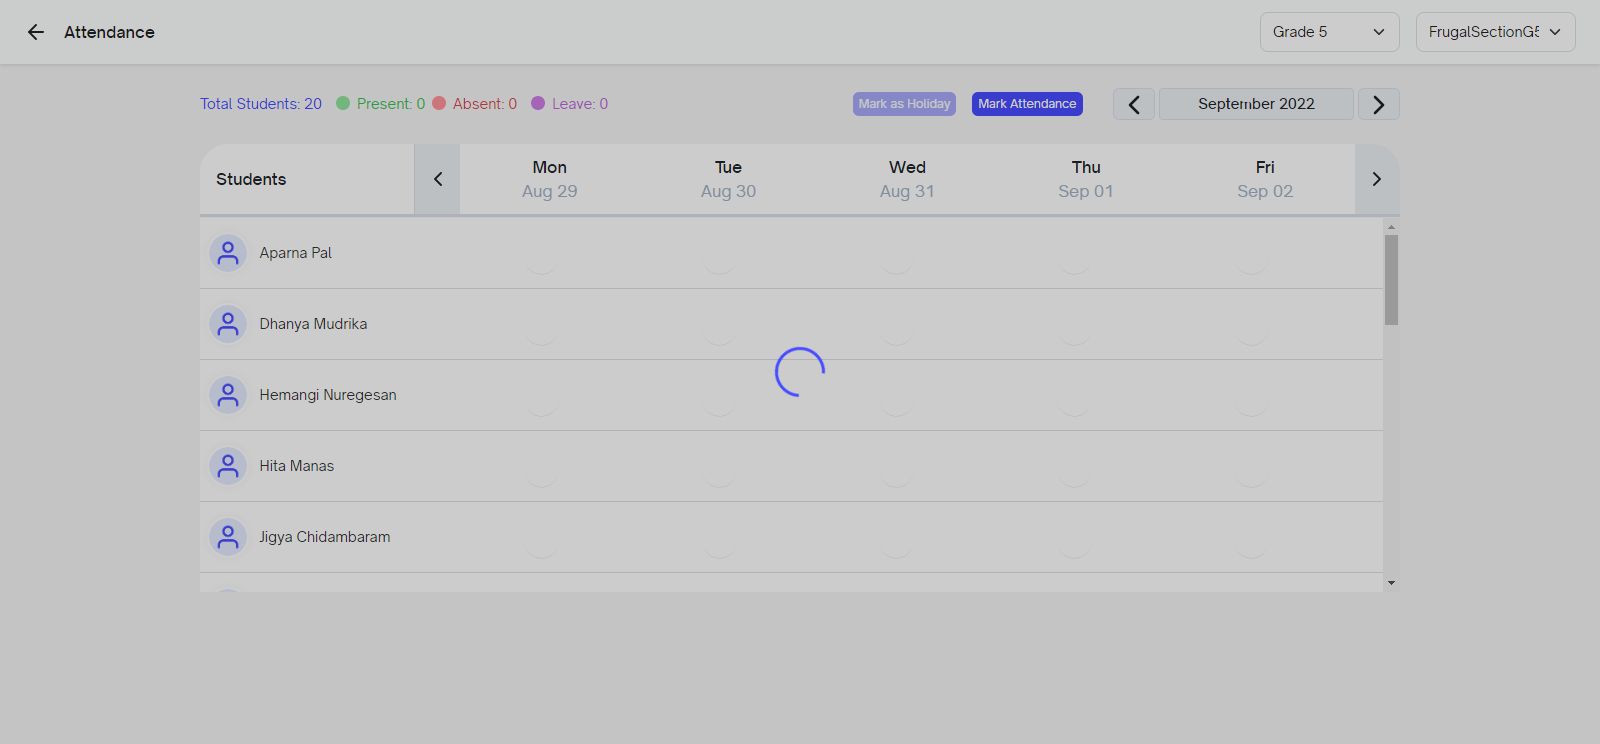 Attendance
Grade 5
FrugalSectionG5
Total Students: 20 Present: 0 Absent: 0 Leave: 0
Mark as Holiday
Mark Attendance
September 2022
Students
Mon Tue Wed Thu Fri
Aug 29 Aug 30 Aug 31 Sep 01 Sep 02
Aparna Pal
Dhanya Mudrika
Hemangi Nuregesan
Hita Manas
Jigya Chidambaram